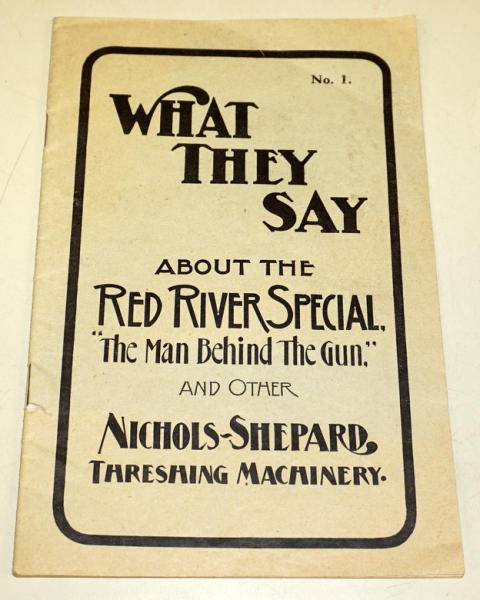 No. 1.
WHAT
THEY
SAY
ABOUT THE
RED RIVER SPECIAL,
"The Man Behind The Gun,"
AND OTHER
NICHOLS-SHEPARD
THRESHING MACHINERY.